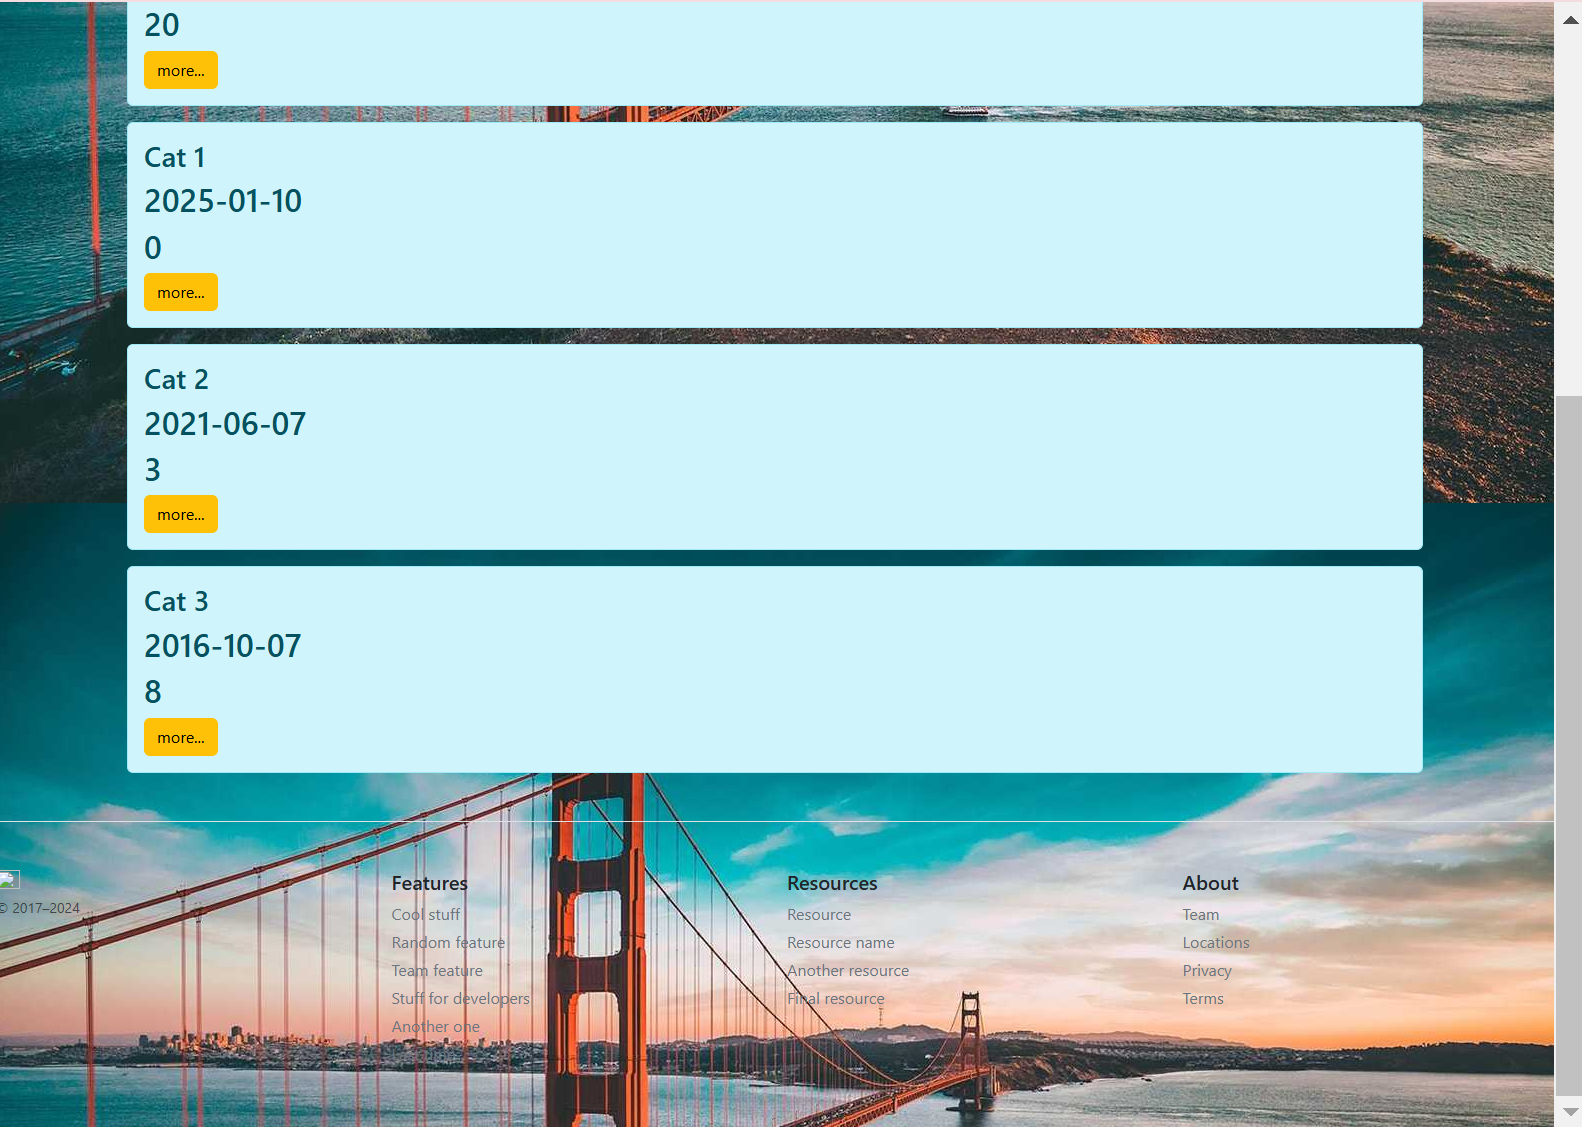 20
more...
Cat 1
2025-01-10
0
more...
Cat 2
2021-06-07
3
more...
Cat 3
2016-10-07
8
more...
© 2017–2024
Features
Cool stuff
Random feature
Team feature
Stuff for developers
Another one
Resources
Resource
Resource name
Another resource
Final resource
About
Team
Locations
Privacy
Terms